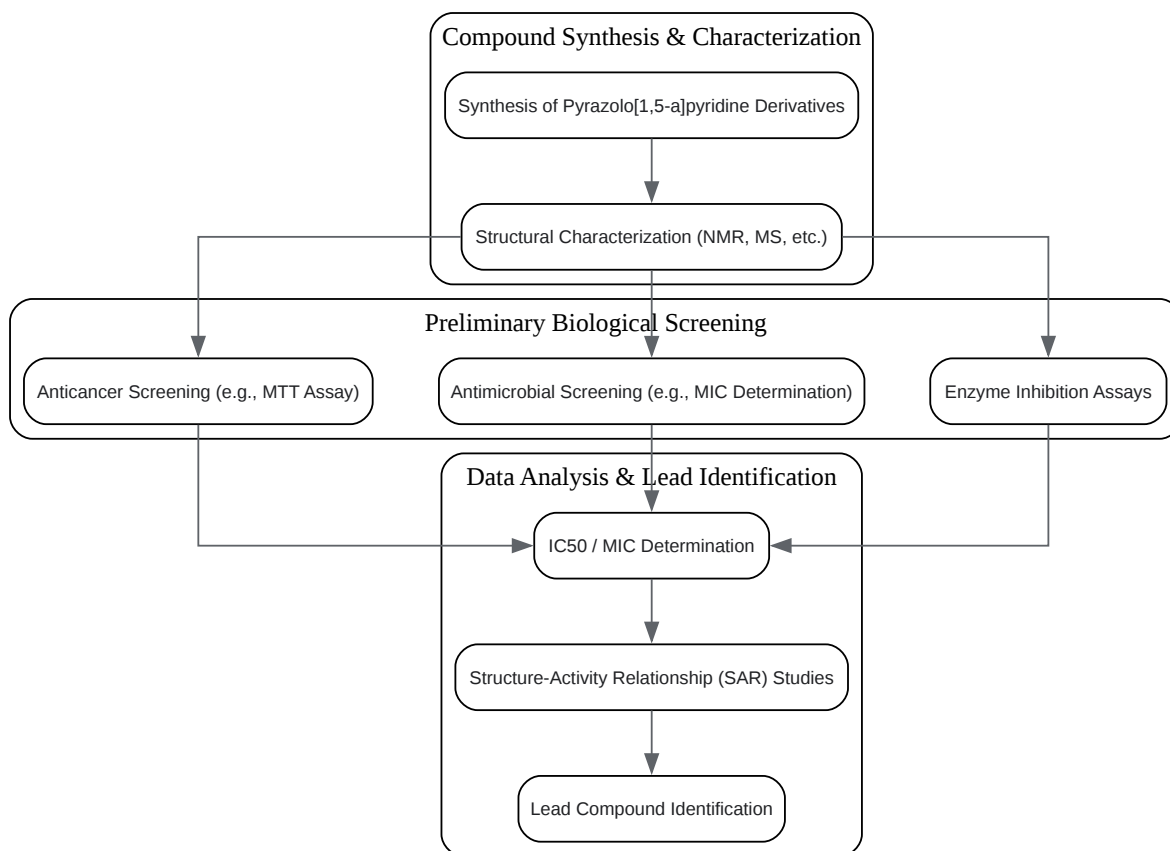 Compound Synthesis & Characterization
Synthesis of Pyrazolo[1,5-a]pyridine Derivatives
Structural Characterization (NMR, MS, etc.)
Preliminary Biological Screening
Anticancer Screening (e.g., MTT Assay)
Antimicrobial Screening (e.g., MIC Determination)
Enzyme Inhibition Assays
Data Analysis & Lead Identification
IC50 / MIC Determination
Structure-Activity Relationship (SAR) Studies
Lead Compound Identification